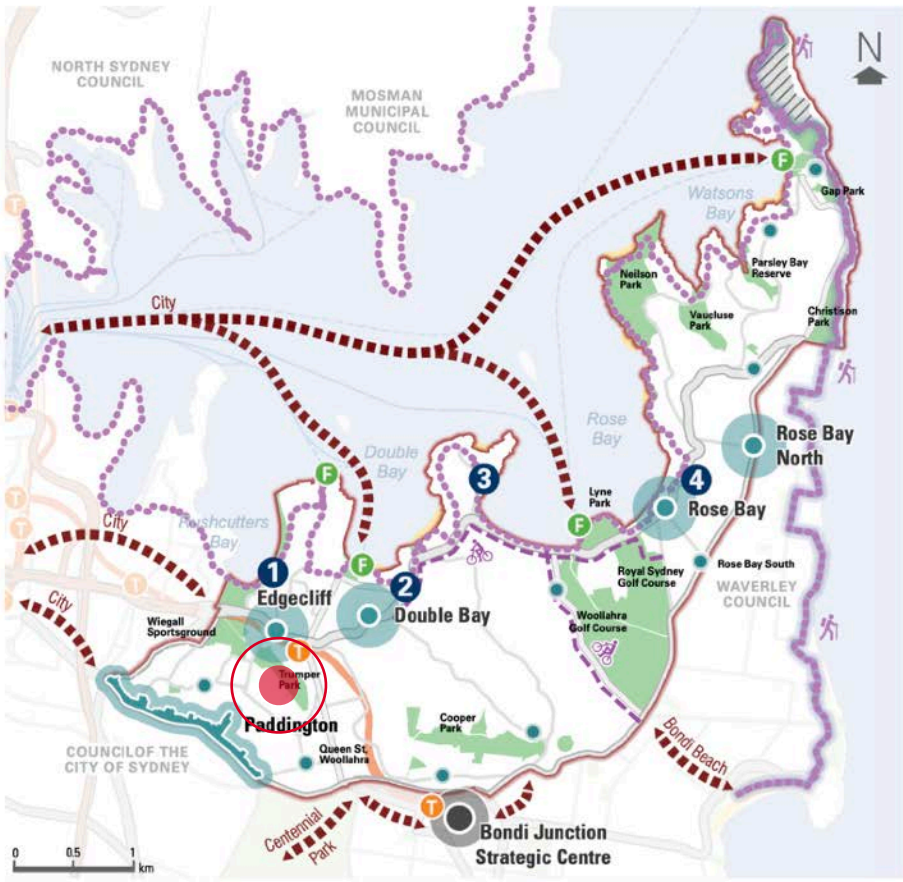 NORTH SYDNEY
COUNCIL
MOSMAN
MUNICIPAL
COUNCIL
N
T
F
Gap Park
Watsons
Bay
Parsley Bay
Reserve
Neilson
Park
Vaucluse
Park
Christison
Park
City
Rose
Bay
Double
Bay
Rose Bay
North
F
3
4
Lyne
Park
F
Rose Bay
Rushcutters
Bay
City
T
T
F
1
Edgecliff
2
Double Bay
Royal Sydney
Golf Course
Rose Bay South
WAVERLEY
COUNCIL
City
T
T
Wiegall
Sportsground
Woollahra
Golf Course
T
Trumper
Park
Paddington
Cooper
Park
COUNCIL OF THE
CITY OF SYDNEY
Queen St,
Woollahra
Bondi Beach
Centennial
Park
T
Bondi Junction
Strategic Centre
0 0.5 1
km